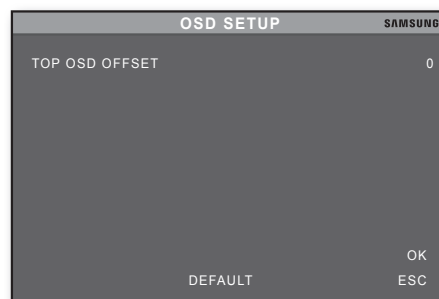 OSD SETUP SAMSUNG
TOP OSD OFFSET 0
OK
DEFAULT ESC